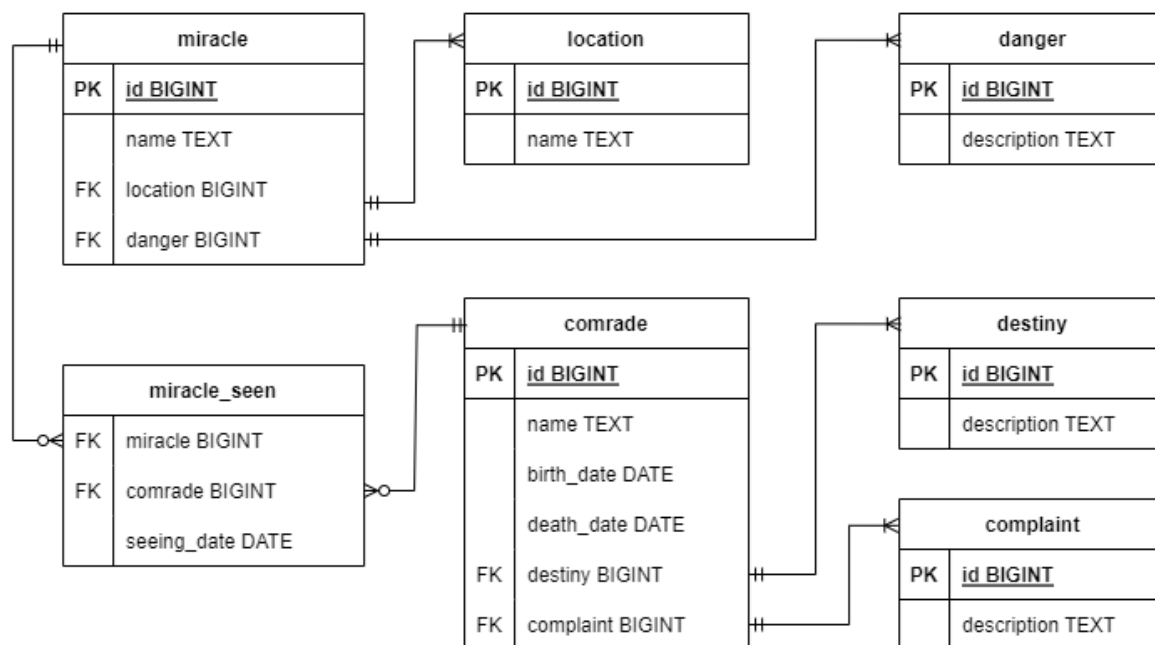 miracle
PK id BIGINT
name TEXT
FK location BIGINT
FK danger BIGINT
location
PK id BIGINT
name TEXT
danger
PK id BIGINT
description TEXT
miracle_seen
FK miracle BIGINT
FK comrade BIGINT
seeing_date DATE
comrade
PK id BIGINT
name TEXT
birth_date DATE
death_date DATE
FK destiny BIGINT
FK complaint BIGINT
destiny
PK id BIGINT
description TEXT
complaint
PK id BIGINT
description TEXT